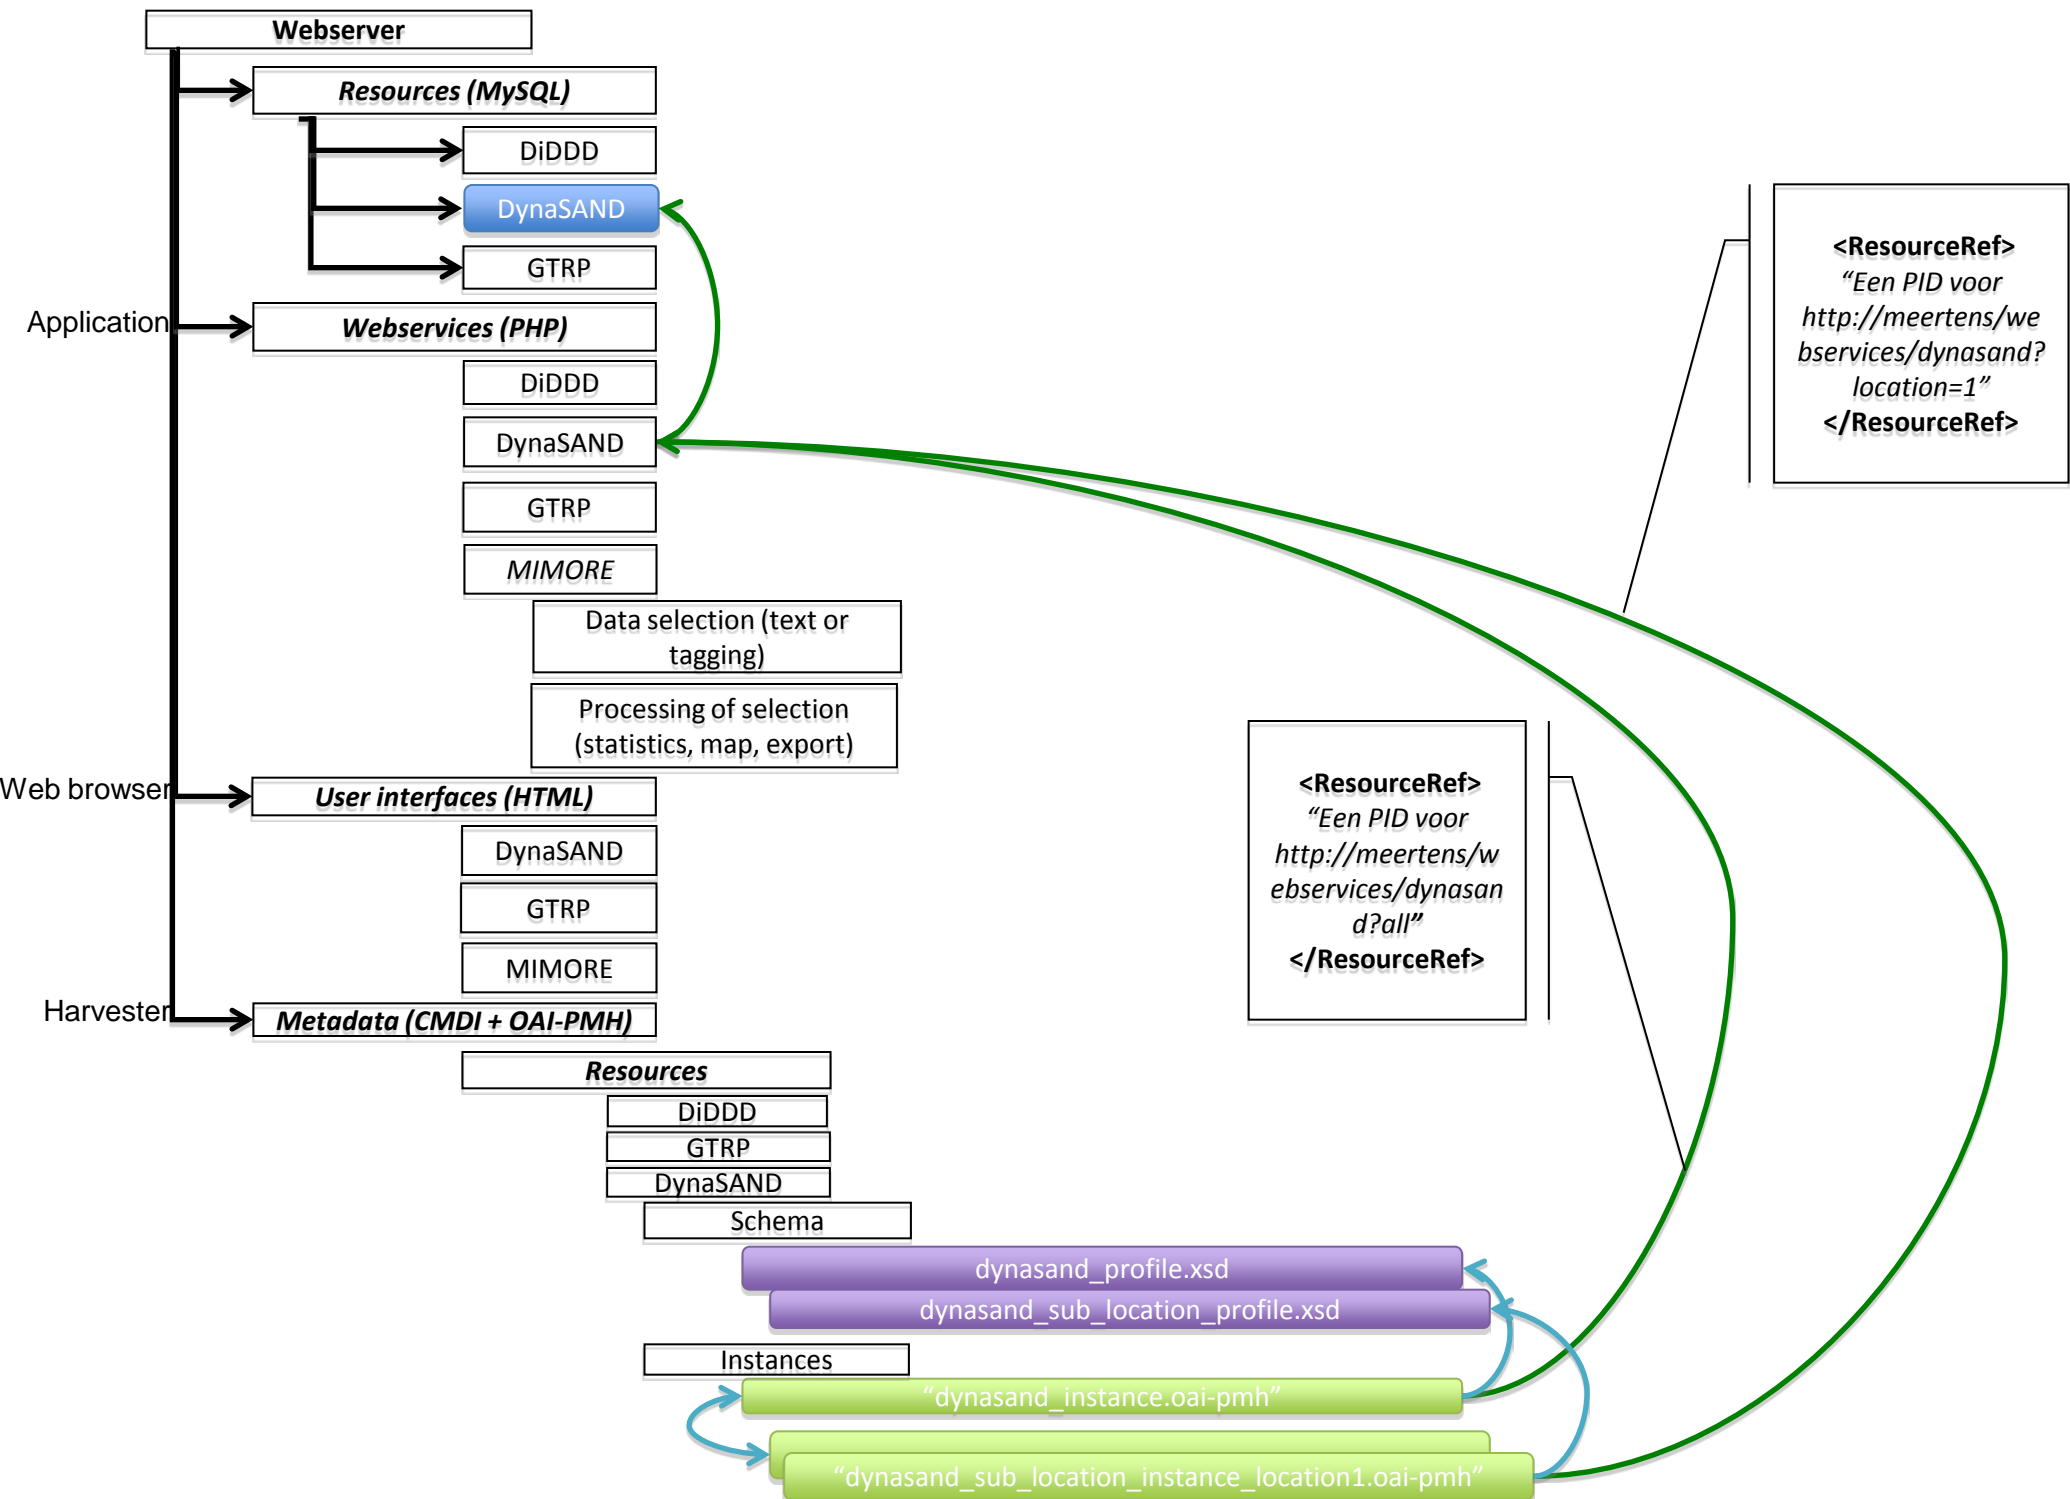 Webserver
Resources (MySQL)
DiDDD
DynaSAND
GTRP
Application
Webservices (PHP)
DiDDD
DynaSAND
GTRP
MIMORE
Data selection (text or
tagging)
Processing of selection
(statistics, map, export)
Web browser
User interfaces (HTML)
DynaSAND
GTRP
MIMORE
Harvester
Metadata (CMDI + OAI-PMH)
Resources
DiDDD
GTRP
DynaSAND
Schema
dynasand_profile.xsd
dynasand_sub_location_profile.xsd
Instances
“dynasand_instance.oai-pmh”
“dynasand_sub_location_instance_location1.oai-pmh”
<ResourceRef>
“Een PID voor
http://meertens/w
ebservices/dynasan
d?all”
</ResourceRef>
<ResourceRef>
“Een PID voor
http://meertens/we
bservices/dynasand?
location=1”
</ResourceRef>